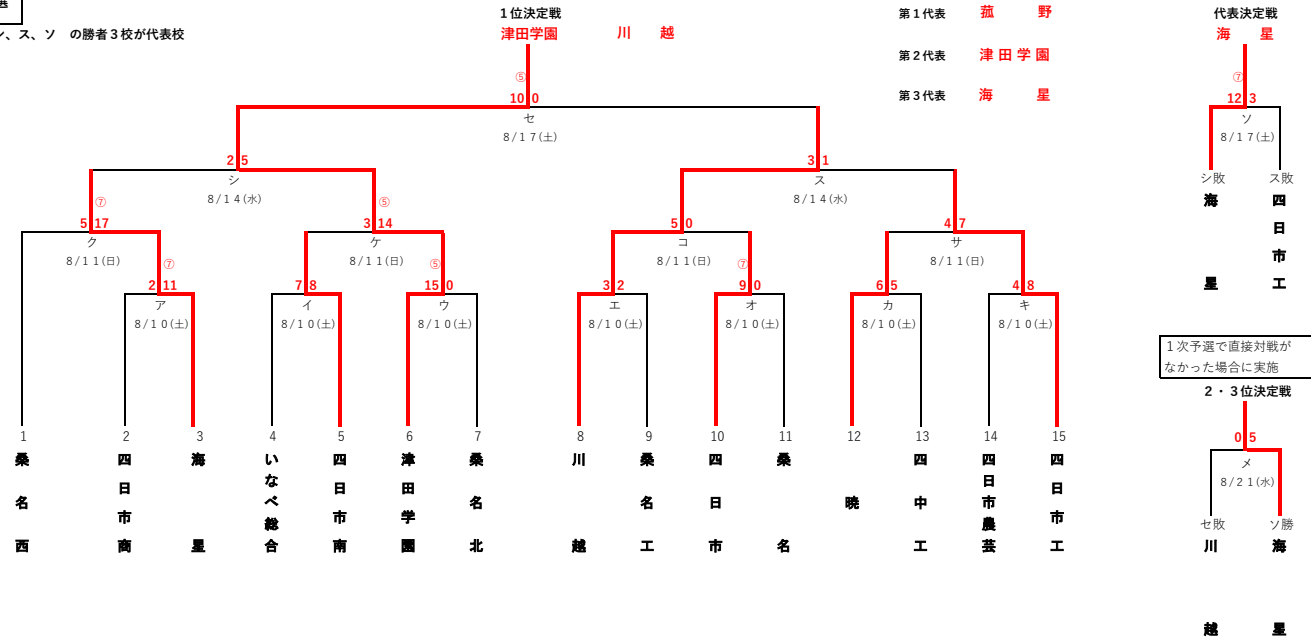 選
ン、ス、ソ　の勝者３校が代表校
１位決定戦
津田学園　川　越
⑤
10 0
セ
８/１７(土)
第１代表　菰　野
第２代表　津 田 学 園
第３代表　海　星
代表決定戦
海　星
⑦
12 3
ソ
８/１７(土)
シ敗　ス敗
海　星
四日市工
2 5
シ
８/１４(水)
3 1
ス
８/１４(水)
⑦
5 17
ク
８/１１(日)
⑤
3 14
ケ
８/１１(日)
5 0
コ
８/１１(日)
4 7
サ
８/１１(日)
⑦
2 11
ア
８/１０(土)
7 8
イ
８/１０(土)
⑤
15 0
ウ
８/１０(土)
3 2
エ
８/１０(土)
⑦
9 0
オ
８/１０(土)
6 5
カ
８/１０(土)
4 8
キ
８/１０(土)
1 桑名西
2 四日市商
3 海星
4 いなべ総合
5 四日市南
6 津田学園
7 桑名北
8 川越
9 桑名工
10 四日市
11 桑名
12 暁
13 四中工
14 四日市農芸
15 四日市工
１次予選で直接対戦が
なかった場合に実施
２・３位決定戦
0 5
メ
８/２１(水)
セ敗　ソ勝
川　越
海　星